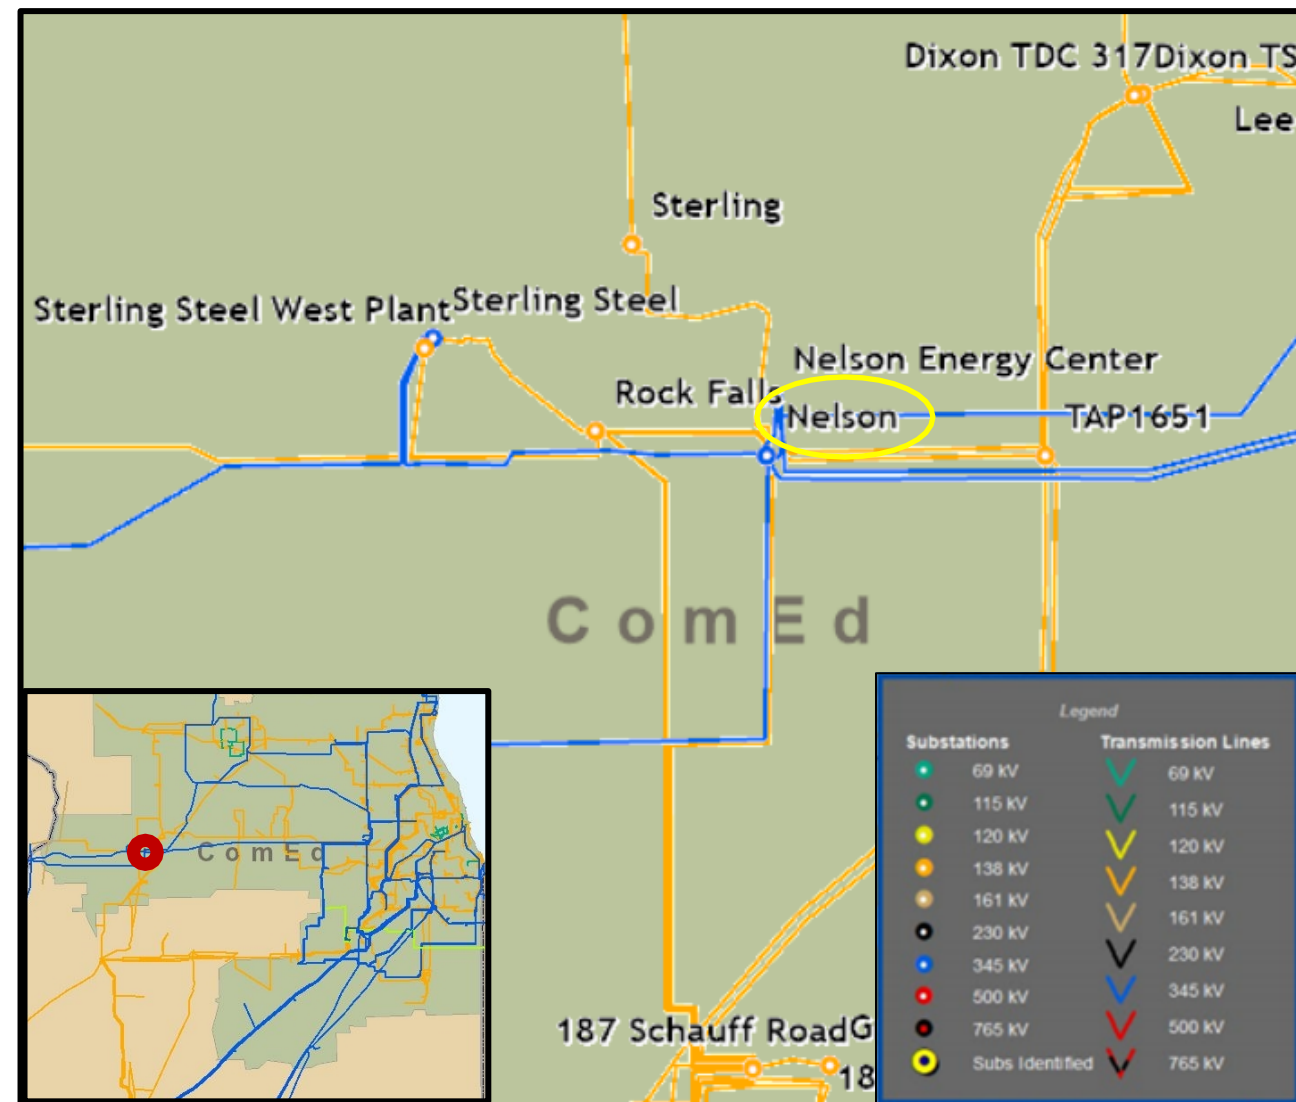 Dixon TDC 317Dixon TS
Lee
Sterling
Sterling Steel West Plant
Sterling Steel
Nelson Energy Center
Rock Falls
Nelson
TAP1651
ComEd
187 Schauff Road
G
18
ComEd
Legend
Substations
Transmission Lines
69 kV
69 kV
115 kV
115 kV
120 kV
120 kV
138 kV
138 kV
161 kV
161 kV
230 kV
230 kV
345 kV
345 kV
500 kV
500 kV
765 kV
Subs Identified
765 kV